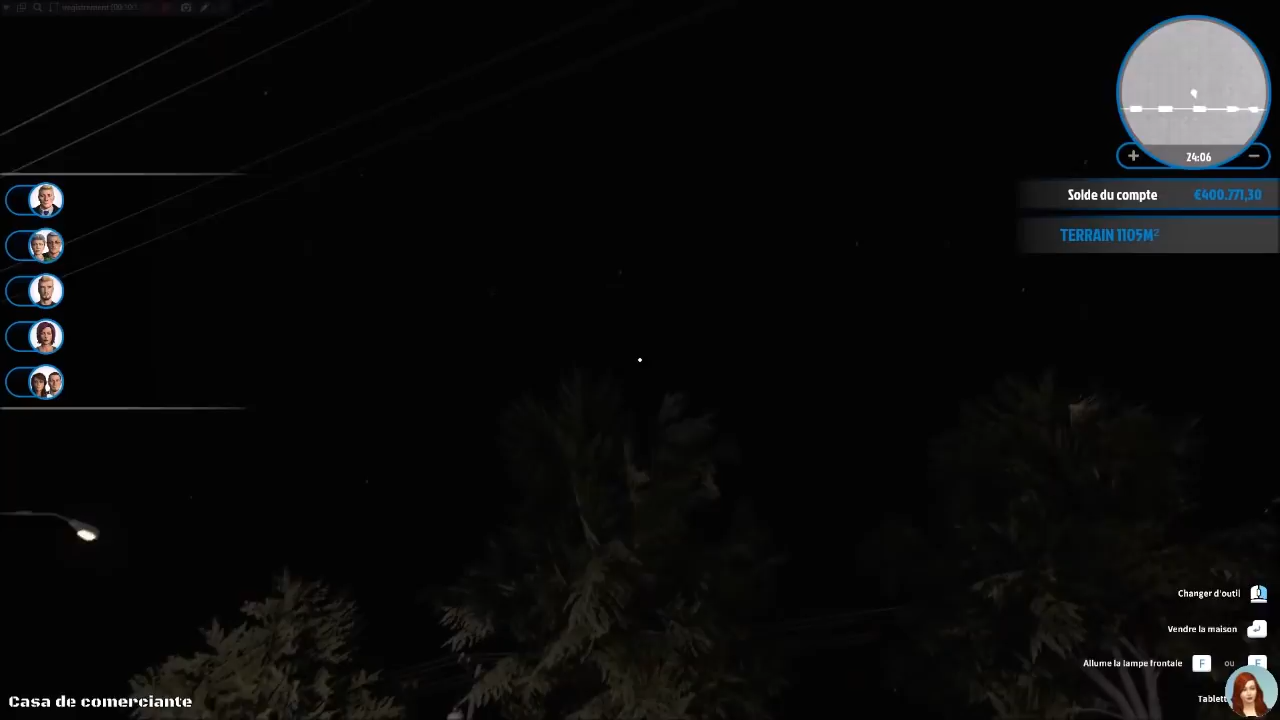 24:06
Solde du compte €400.771,30
TERRAIN 1105M²
Changer d'outil
Vendre la maison
Allume la lampe frontale F ou F
Tablett
Casa de comerciante